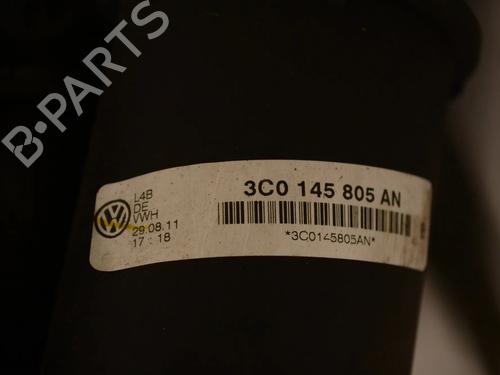 B-PARTS
L4B
DE
VWH
29.08.11
17:18
3C0 145 805 AN
*3C0145805AN*